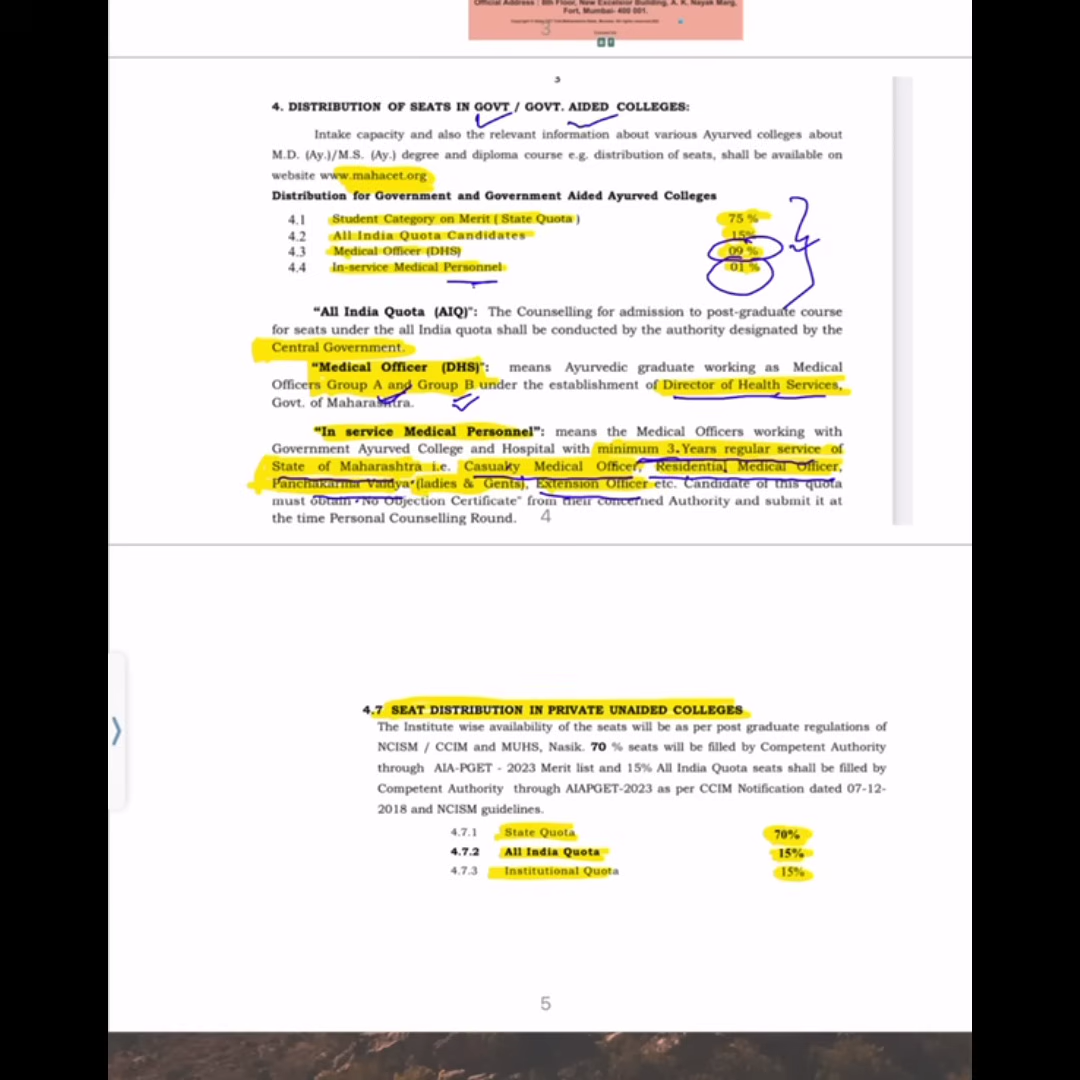 Official Address : 8th Floor, New Excelsior Building, A. K. Nayak Marg,
Fort, Mumbai- 400 001.
3
3
4. DISTRIBUTION OF SEATS IN GOVT / GOVT. AIDED COLLEGES:
Intake capacity and also the relevant information about various Ayurved colleges about
M.D. (Ay.)/M.S. (Ay.) degree and diploma course e.g. distribution of seats, shall be available on
website www.mahacet.org
Distribution for Government and Government Aided Ayurved Colleges
4.1 Student Category on Merit ( State Quota ) 75 %
4.2 All India Quota Candidates 15%
4.3 Medical Officer (DHS) 09 %
4.4 In-service Medical Personnel 01 %
“All India Quota (AIQ)”: The Counselling for admission to post-graduate course
for seats under the all India quota shall be conducted by the authority designated by the
Central Government.
“Medical Officer (DHS)”: means Ayurvedic graduate working as Medical
Officers Group A and Group B under the establishment of Director of Health Services,
Govt. of Maharashtra.
“In service Medical Personnel”: means the Medical Officers working with
Government Ayurved College and Hospital with minimum 3.Years regular service of
State of Maharashtra i.e. Casualty Medical Officer, Residential Medical Officer,
Panchakarma Vaidya (ladies & Gents), Extension Officer etc. Candidate of this quota
must obtain “No Objection Certificate” from their concerned Authority and submit it at
the time Personal Counselling Round.
4
4.7 SEAT DISTRIBUTION IN PRIVATE UNAIDED COLLEGES
The Institute wise availability of the seats will be as per post graduate regulations of
NCISM / CCIM and MUHS, Nasik. 70 % seats will be filled by Competent Authority
through AIA-PGET - 2023 Merit list and 15% All India Quota seats shall be filled by
Competent Authority through AIAPGET-2023 as per CCIM Notification dated 07-12-
2018 and NCISM guidelines.
4.7.1 State Quota 70%
4.7.2 All India Quota 15%
4.7.3 Institutional Quota 15%
5